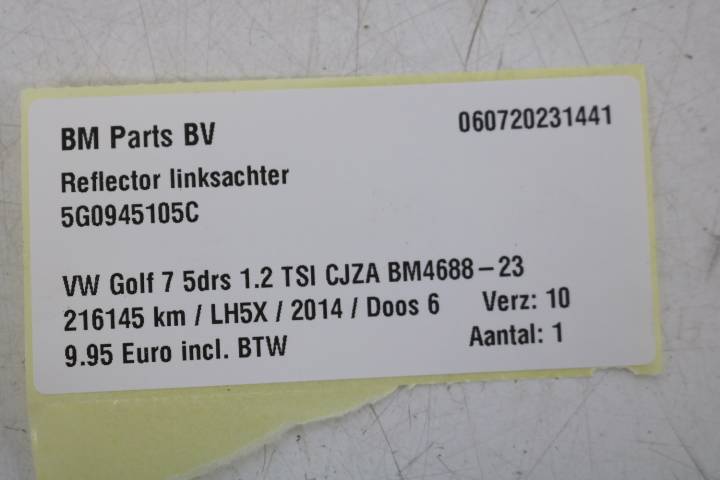 BM Parts BV 060720231441
Reflector linksachter
5G0945105C
VW Golf 7 5drs 1.2 TSI CJZA BM4688-23
216145 km / LH5X / 2014 / Doos 6 Verz: 10
9.95 Euro incl. BTW Aantal: 1